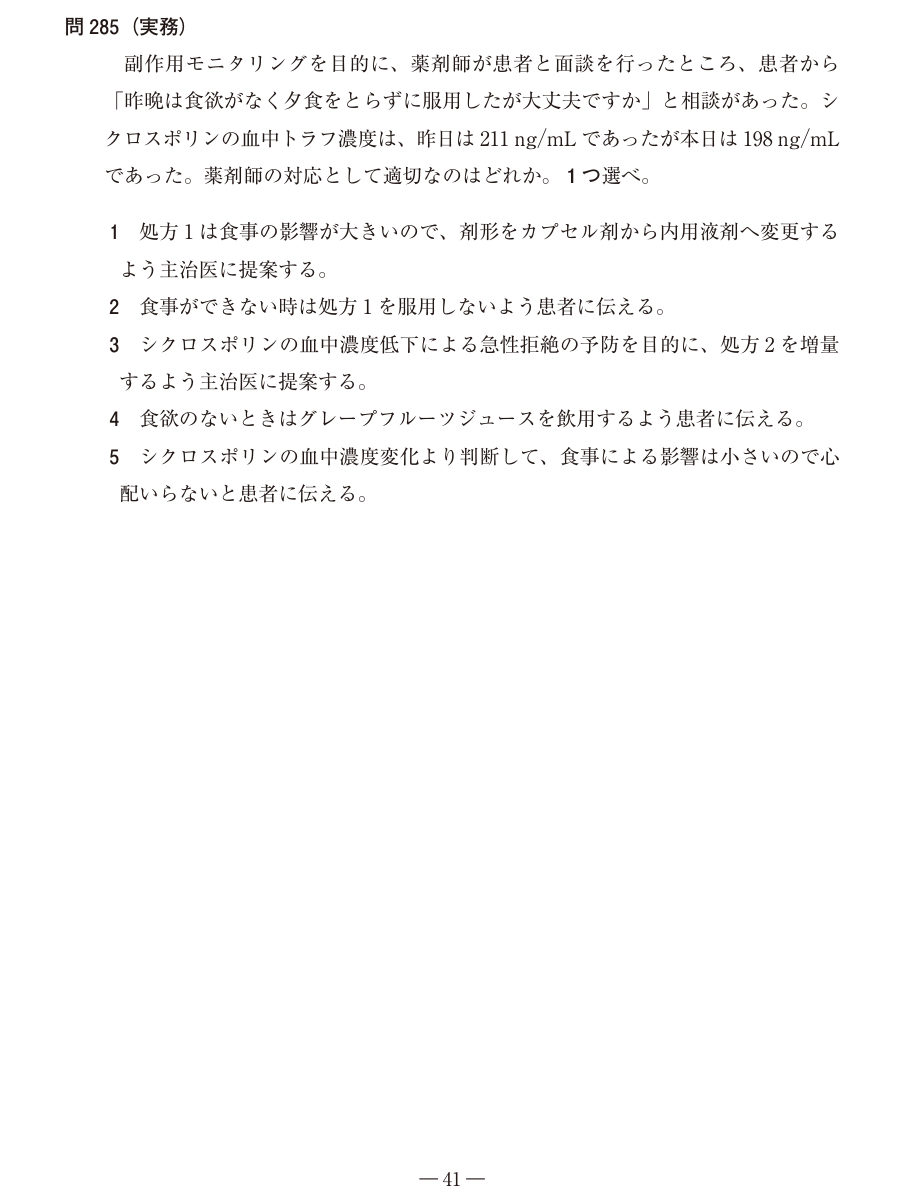 問 285（実務）
副作用モニタリングを目的に、薬剤師が患者と面談を行ったところ、患者から
「昨晩は食欲がなく夕食をとらずに服用したが大丈夫ですか」と相談があった。シ
クロスポリンの血中トラフ濃度は、昨日は 211 ng/mL であったが本日は 198 ng/mL
であった。薬剤師の対応として適切なのはどれか。1つ選べ。
1　処方１は食事の影響が大きいので、剤形をカプセル剤から内用液剤へ変更する
よう主治医に提案する。
2　食事ができない時は処方１を服用しないよう患者に伝える。
3　シクロスポリンの血中濃度低下による急性拒絶の予防を目的に、処方２を増量
するよう主治医に提案する。
4　食欲のないときはグレープフルーツジュースを飲用するよう患者に伝える。
5　シクロスポリンの血中濃度変化より判断して、食事による影響は小さいので心
配いらないと患者に伝える。
― 41 ―